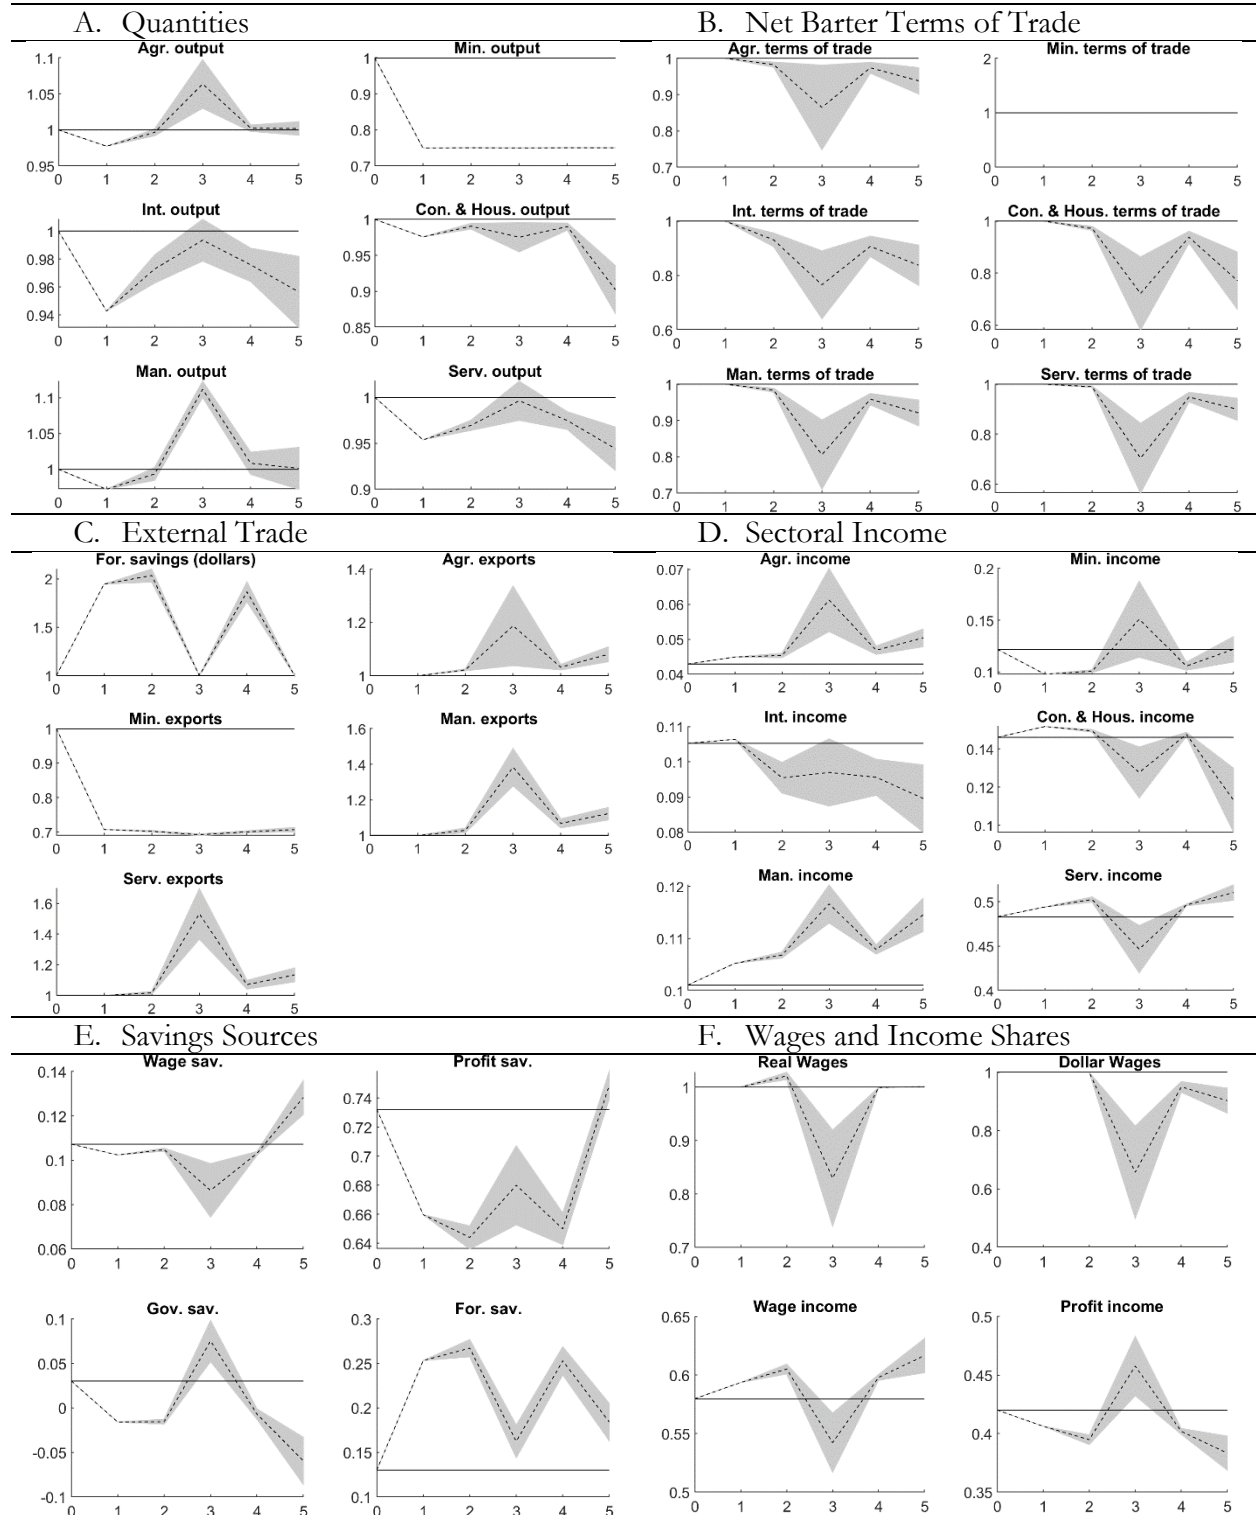 A. Quantities
B. Net Barter Terms of Trade
Agr. output
1.1
1.05
1
0.95
0 1 2 3 4 5
Min. output
1
0.9
0.8
0.7
0 1 2 3 4 5
Agr. terms of trade
1
0.9
0.8
0.7
0 1 2 3 4 5
Min. terms of trade
2
1
0
0 1 2 3 4 5
Int. output
1
0.98
0.96
0.94
0 1 2 3 4 5
Con. & Hous. output
1
0.95
0.9
0.85
0 1 2 3 4 5
Int. terms of trade
1
0.8
0.6
0 1 2 3 4 5
Con. & Hous. terms of trade
1
0.8
0.6
0 1 2 3 4 5
Man. output
1.1
1.05
1
0 1 2 3 4 5
Serv. output
1
0.95
0.9
0 1 2 3 4 5
Man. terms of trade
1
0.9
0.8
0.7
0 1 2 3 4 5
Serv. terms of trade
1
0.8
0.6
0 1 2 3 4 5
C. External Trade
D. Sectoral Income
For. savings (dollars)
2
1.5
1
0 1 2 3 4 5
Agr. exports
1.4
1.2
1
0 1 2 3 4 5
Agr. income
0.07
0.06
0.05
0.04
0 1 2 3 4 5
Min. income
0.2
0.15
0.1
0 1 2 3 4 5
Min. exports
1
0.9
0.8
0.7
0 1 2 3 4 5
Man. exports
1.6
1.4
1.2
1
0 1 2 3 4 5
Int. income
0.11
0.1
0.09
0.08
0 1 2 3 4 5
Con. & Hous. income
0.14
0.12
0.1
0 1 2 3 4 5
Serv. exports
1.6
1.4
1.2
1
0 1 2 3 4 5
Man. income
0.12
0.11
0.1
0 1 2 3 4 5
Serv. income
0.5
0.45
0.4
0 1 2 3 4 5
E. Savings Sources
F. Wages and Income Shares
Wage sav.
0.14
0.12
0.1
0.08
0.06
0 1 2 3 4 5
Profit sav.
0.74
0.72
0.7
0.68
0.66
0.64
0 1 2 3 4 5
Real Wages
1
0.9
0.8
0.7
0 1 2 3 4 5
Dollar Wages
1
0.9
0.8
0.7
0.6
0.4
0 1 2 3 4 5
Gov. sav.
0.1
0.05
0
-0.05
-0.1
0 1 2 3 4 5
For. sav.
0.3
0.25
0.2
0.15
0.1
0 1 2 3 4 5
Wage income
0.65
0.6
0.55
0.5
0 1 2 3 4 5
Profit income
0.5
0.45
0.4
0.35
0 1 2 3 4 5